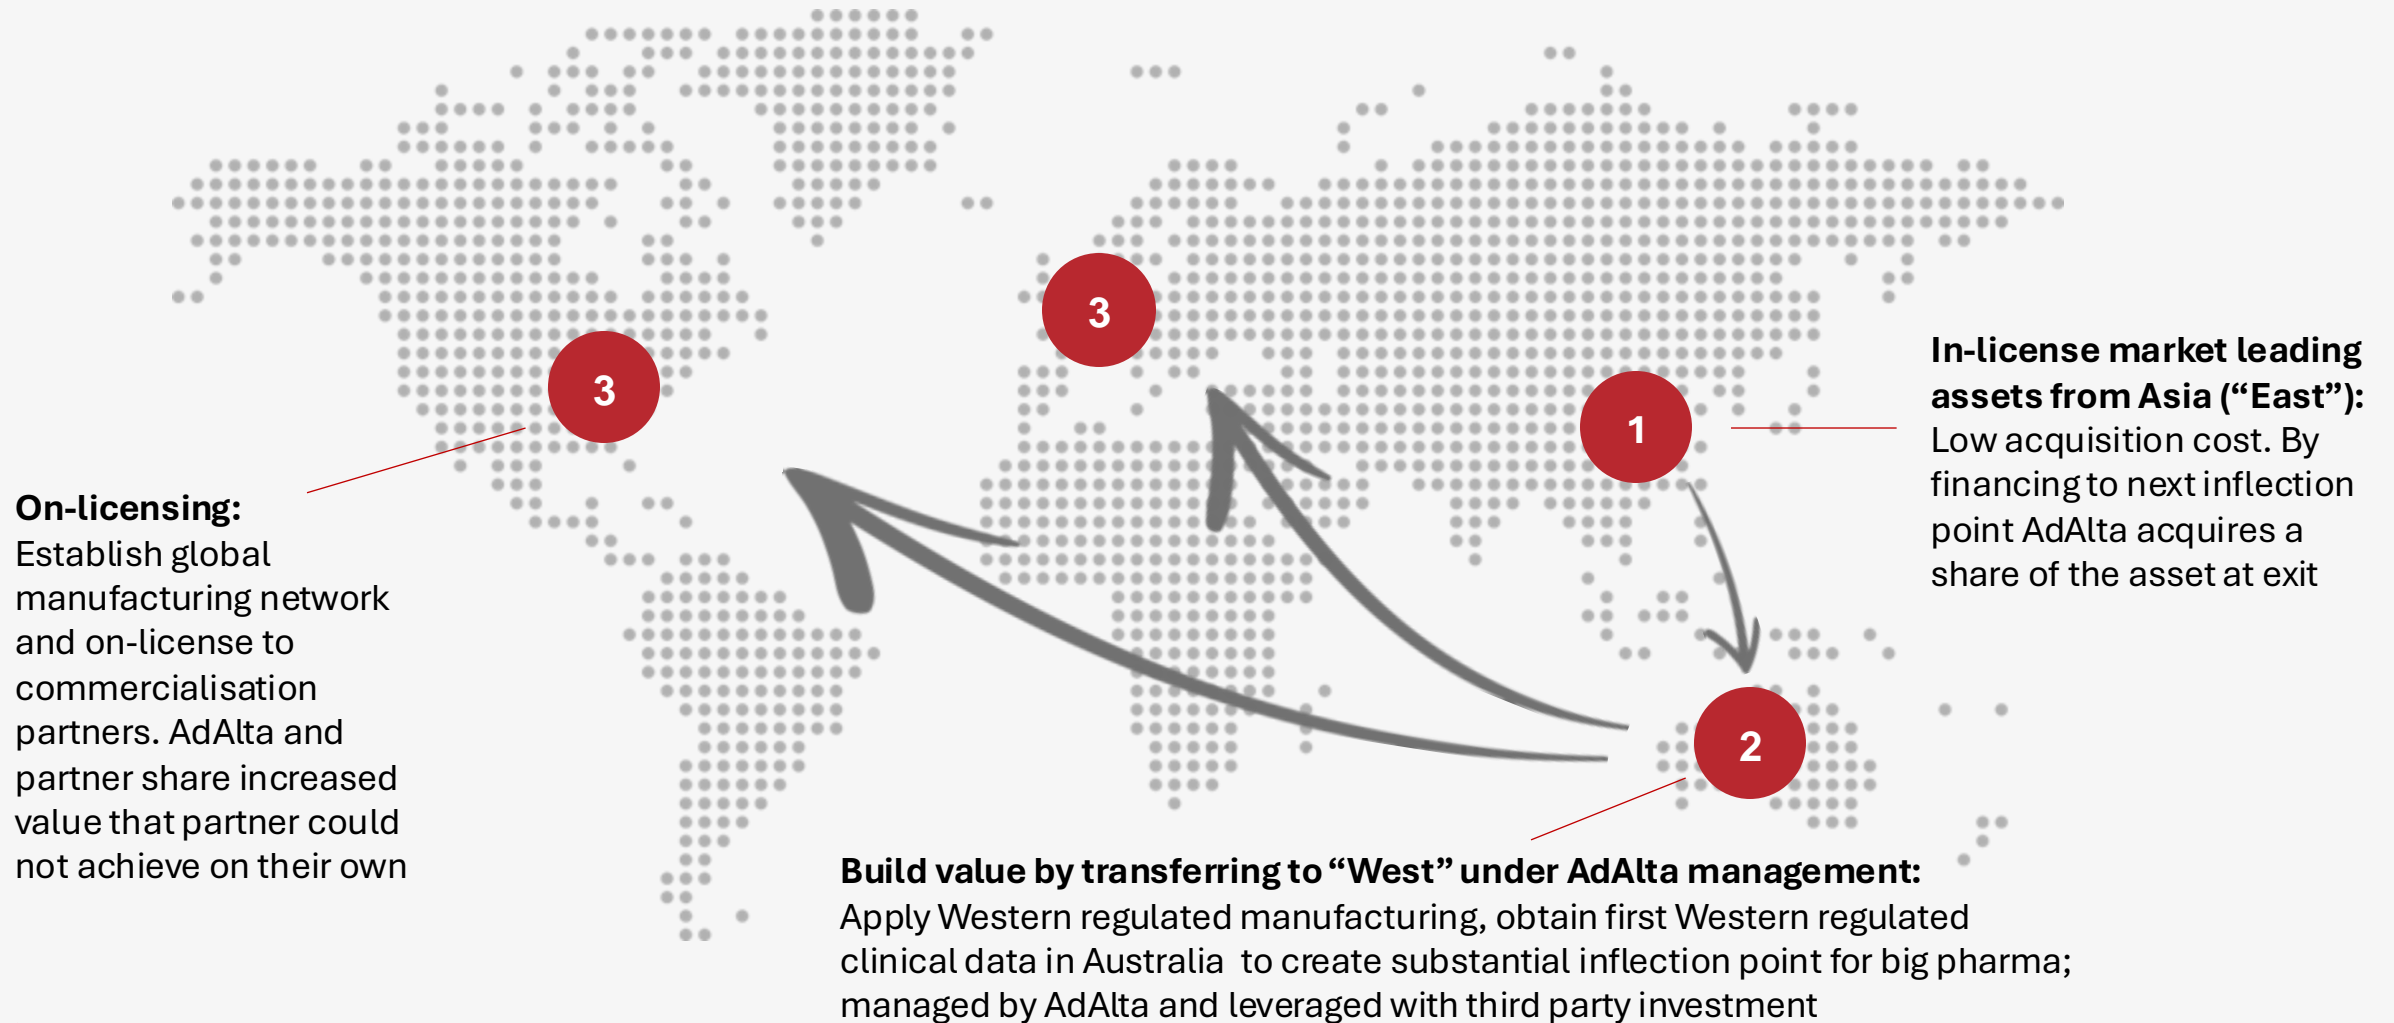 3
3
1
2
In-license market leading
assets from Asia (“East”):
Low acquisition cost. By
financing to next inflection
point AdAlta acquires a
share of the asset at exit
On-licensing:
Establish global
manufacturing network
and on-license to
commercialisation
partners. AdAlta and
partner share increased
value that partner could
not achieve on their own
Build value by transferring to “West” under AdAlta management:
Apply Western regulated manufacturing, obtain first Western regulated
clinical data in Australia  to create substantial inflection point for big pharma;
managed by AdAlta and leveraged with third party investment